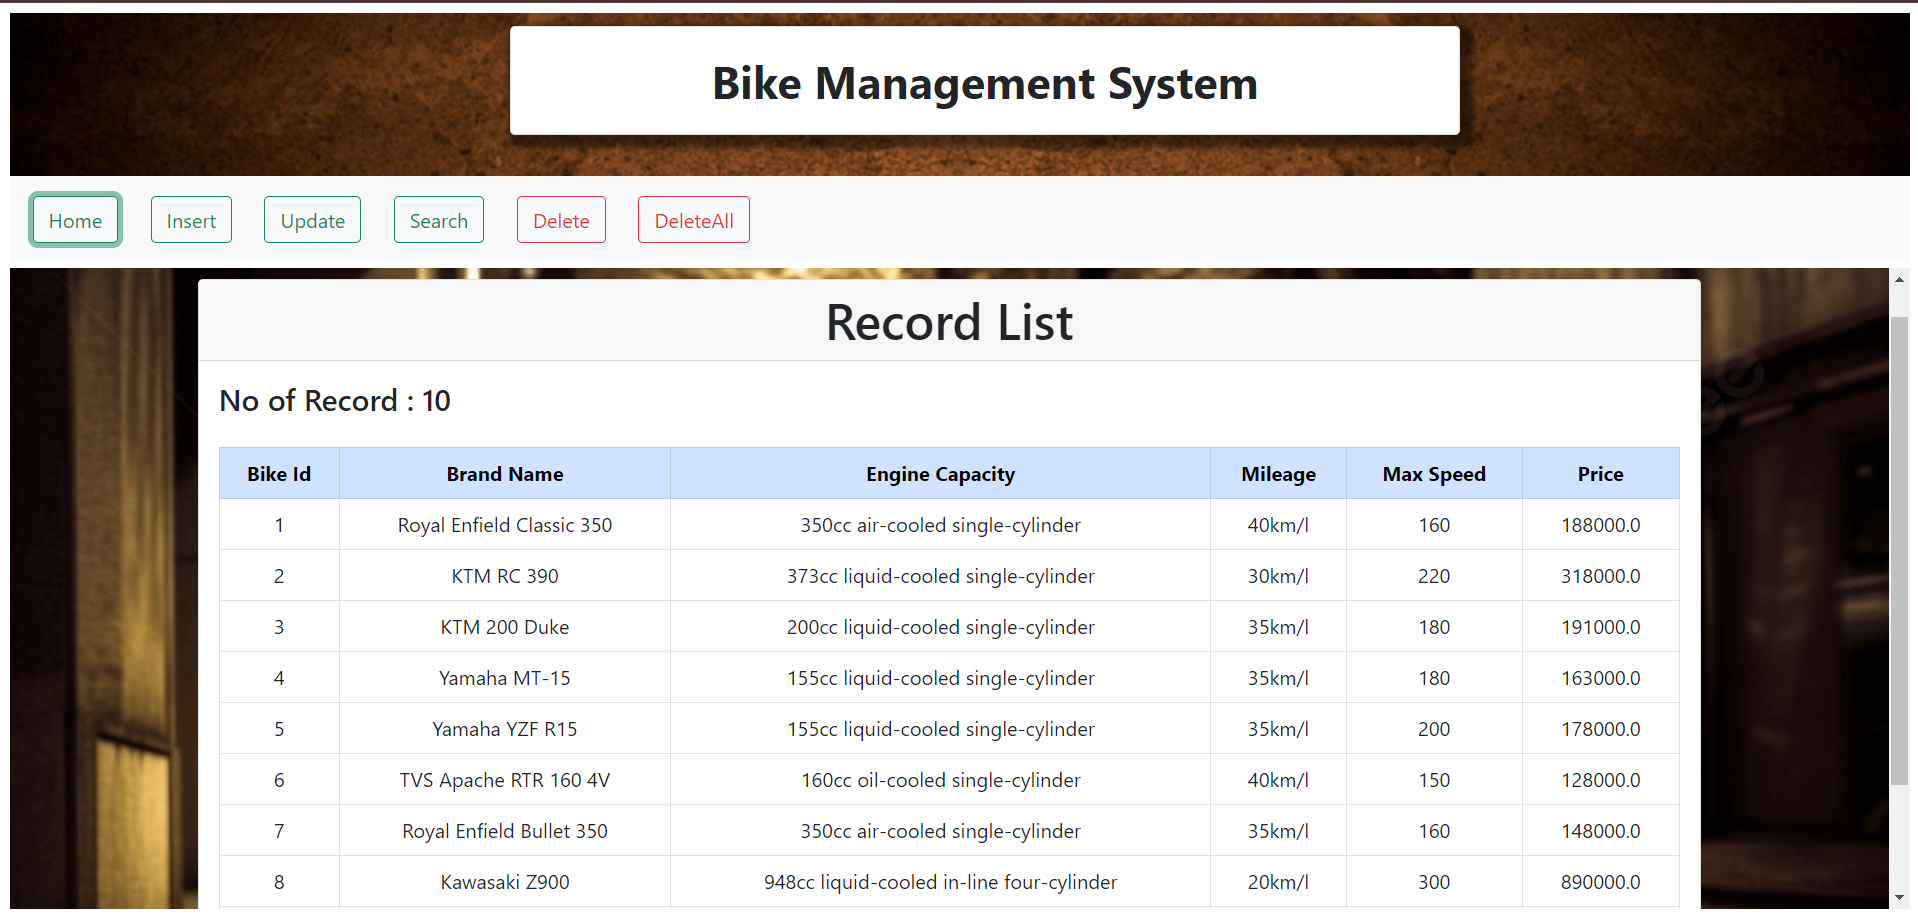 Bike Management System
Home Insert Update Search Delete DeleteAll
Record List
No of Record : 10
Bike Id Brand Name Engine Capacity Mileage Max Speed Price
1 Royal Enfield Classic 350 350cc air-cooled single-cylinder 40km/l 160 188000.0
2 KTM RC 390 373cc liquid-cooled single-cylinder 30km/l 220 318000.0
3 KTM 200 Duke 200cc liquid-cooled single-cylinder 35km/l 180 191000.0
4 Yamaha MT-15 155cc liquid-cooled single-cylinder 35km/l 180 163000.0
5 Yamaha YZF R15 155cc liquid-cooled single-cylinder 35km/l 200 178000.0
6 TVS Apache RTR 160 4V 160cc oil-cooled single-cylinder 40km/l 150 128000.0
7 Royal Enfield Bullet 350 350cc air-cooled single-cylinder 35km/l 160 148000.0
8 Kawasaki Z900 948cc liquid-cooled in-line four-cylinder 20km/l 300 890000.0